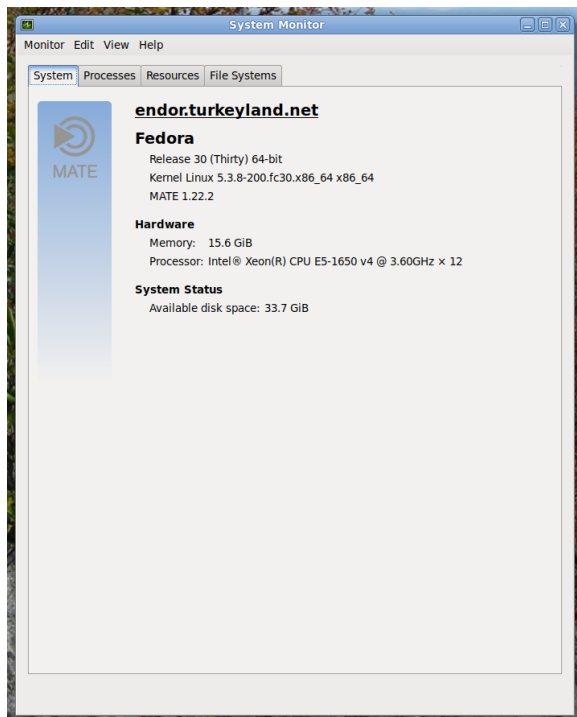 System Monitor
Monitor Edit View Help
System Processes Resources File Systems
MATE
endor.turkeyland.net
Fedora
Release 30 (Thirty) 64-bit
Kernel Linux 5.3.8-200.fc30.x86_64 x86_64
MATE 1.22.2
Hardware
Memory: 15.6 GiB
Processor: Intel® Xeon(R) CPU E5-1650 v4 @ 3.60GHz × 12
System Status
Available disk space: 33.7 GiB